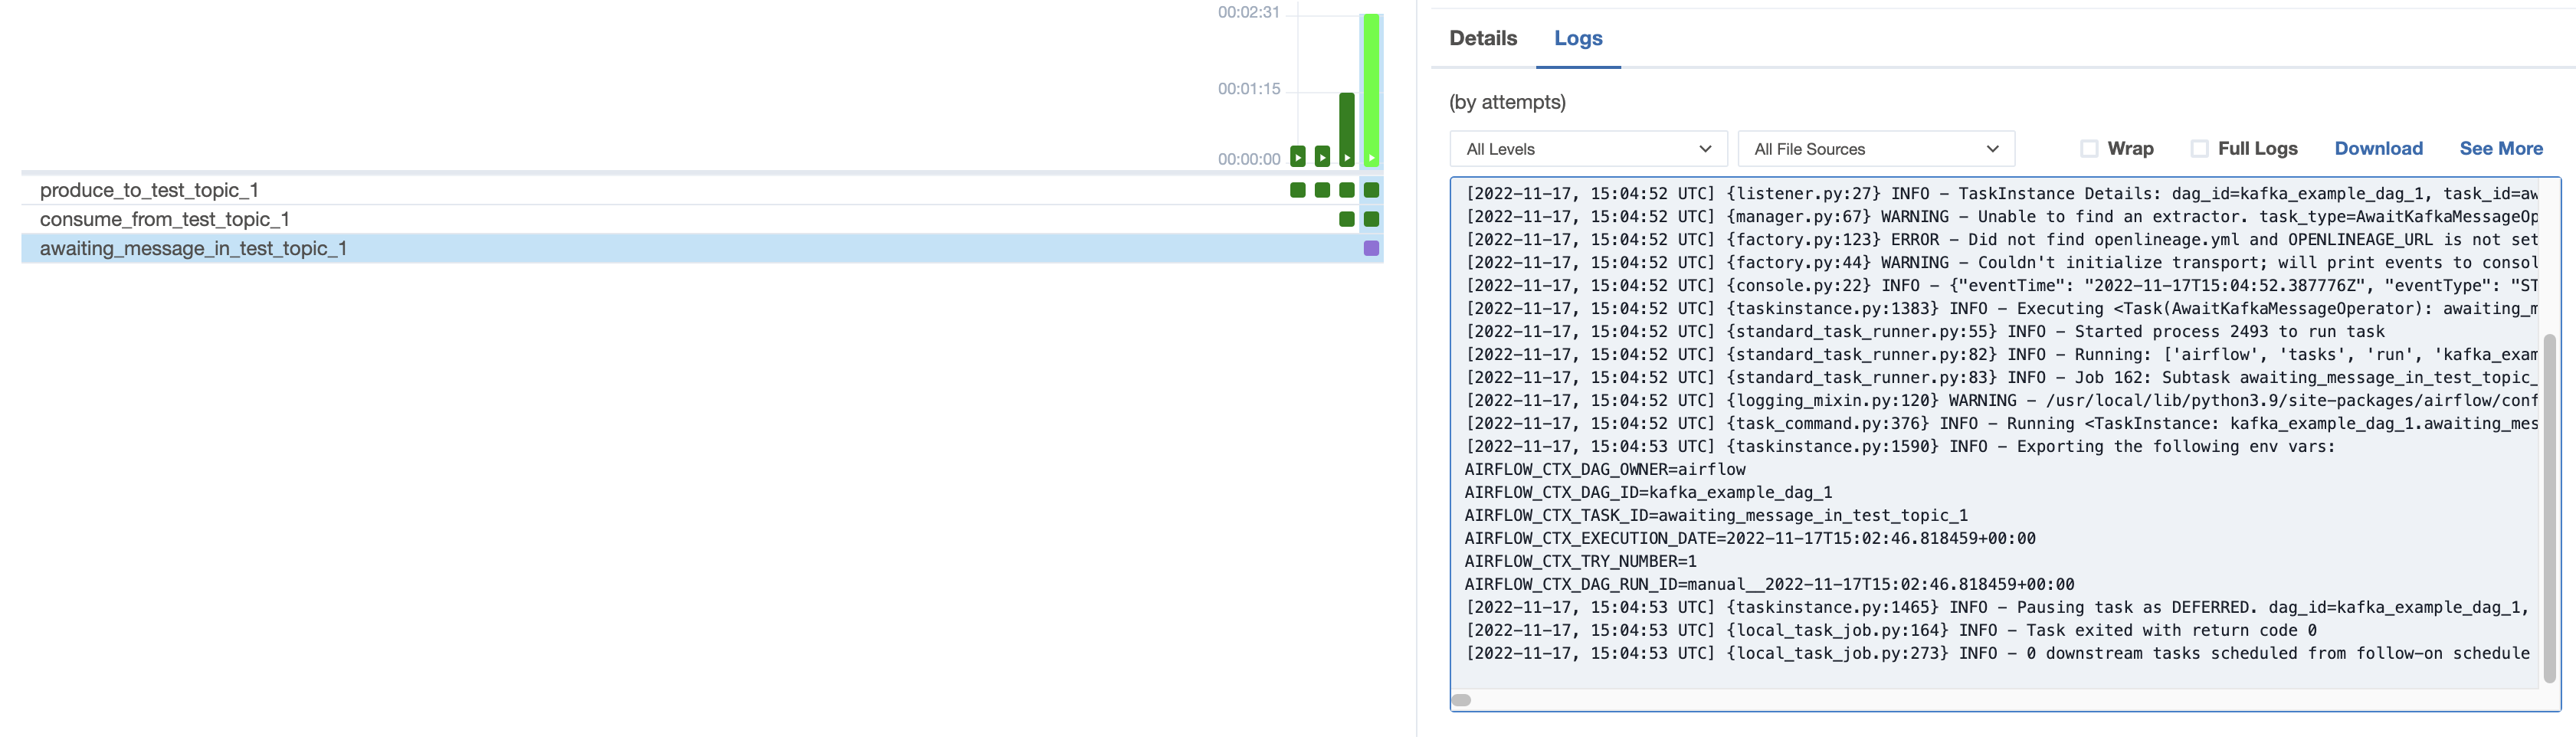 00:02:31
00:01:15
00:00:00
produce_to_test_topic_1
consume_from_test_topic_1
awaiting_message_in_test_topic_1
Details Logs
(by attempts)
All Levels All File Sources Wrap Full Logs Download See More
[2022-11-17, 15:04:52 UTC] {listener.py:27} INFO - TaskInstance Details: dag_id=kafka_example_dag_1, task_id=aw
[2022-11-17, 15:04:52 UTC] {manager.py:67} WARNING - Unable to find an extractor. task_type=AwaitKafkaMessageOp
[2022-11-17, 15:04:52 UTC] {factory.py:123} ERROR - Did not find openlineage.yml and OPENLINEAGE_URL is not set
[2022-11-17, 15:04:52 UTC] {factory.py:44} WARNING - Couldn't initialize transport; will print events to consol
[2022-11-17, 15:04:52 UTC] {console.py:22} INFO - {"eventTime": "2022-11-17T15:04:52.387776Z", "eventType": "ST
[2022-11-17, 15:04:52 UTC] {taskinstance.py:1383} INFO - Executing <Task(AwaitKafkaMessageOperator): awaiting_m
[2022-11-17, 15:04:52 UTC] {standard_task_runner.py:55} INFO - Started process 2493 to run task
[2022-11-17, 15:04:52 UTC] {standard_task_runner.py:82} INFO - Running: ['airflow', 'tasks', 'run', 'kafka_exam
[2022-11-17, 15:04:52 UTC] {standard_task_runner.py:83} INFO - Job 162: Subtask awaiting_message_in_test_topic_
[2022-11-17, 15:04:52 UTC] {logging_mixin.py:120} WARNING - /usr/local/lib/python3.9/site-packages/airflow/conf
[2022-11-17, 15:04:52 UTC] {task_command.py:376} INFO - Running <TaskInstance: kafka_example_dag_1.awaiting_mes
[2022-11-17, 15:04:53 UTC] {taskinstance.py:1590} INFO - Exporting the following env vars:
AIRFLOW_CTX_DAG_OWNER=airflow
AIRFLOW_CTX_DAG_ID=kafka_example_dag_1
AIRFLOW_CTX_TASK_ID=awaiting_message_in_test_topic_1
AIRFLOW_CTX_EXECUTION_DATE=2022-11-17T15:02:46.818459+00:00
AIRFLOW_CTX_TRY_NUMBER=1
AIRFLOW_CTX_DAG_RUN_ID=manual__2022-11-17T15:02:46.818459+00:00
[2022-11-17, 15:04:53 UTC] {taskinstance.py:1465} INFO - Pausing task as DEFERRED. dag_id=kafka_example_dag_1,
[2022-11-17, 15:04:53 UTC] {local_task_job.py:164} INFO - Task exited with return code 0
[2022-11-17, 15:04:53 UTC] {local_task_job.py:273} INFO - 0 downstream tasks scheduled from follow-on schedule